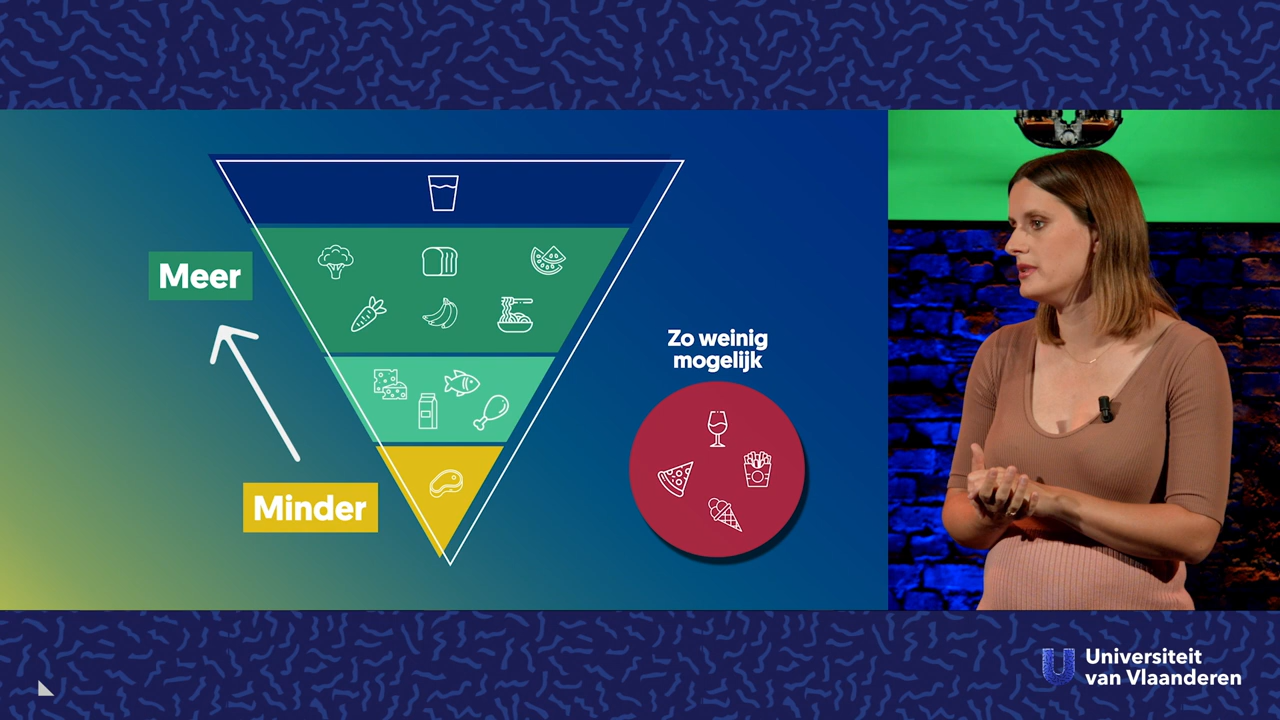 Meer
Minder
Zo weinig
mogelijk
Universiteit
van Vlaanderen